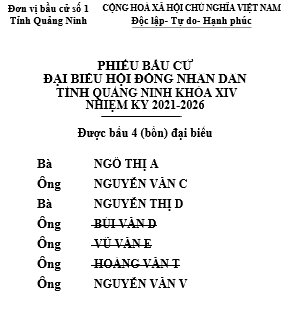 Đơn vị bầu cử số 1
Tỉnh Quảng Ninh
CỘNG HOÀ XÃ HỘI CHỦ NGHĨA VIỆT NAM
Độc lập- Tự do- Hạnh phúc
PHIẾU BẦU CỬ
ĐẠI BIỂU HỘI ĐỒNG NHAN DAN
TỈNH QUẢNG NINH KHÓA XIV
NHIỆM KỲ 2021-2026
Được bầu 4 (bốn) đại biểu
Bà NGÔ THỊ A
Ông NGUYỄN VĂN C
Bà NGUYỄN THỊ D
Ông BÙI VĂN D
Ông VŨ VĂN E
Ông HOÀNG VĂN T
Ông NGUYỄN VĂN V